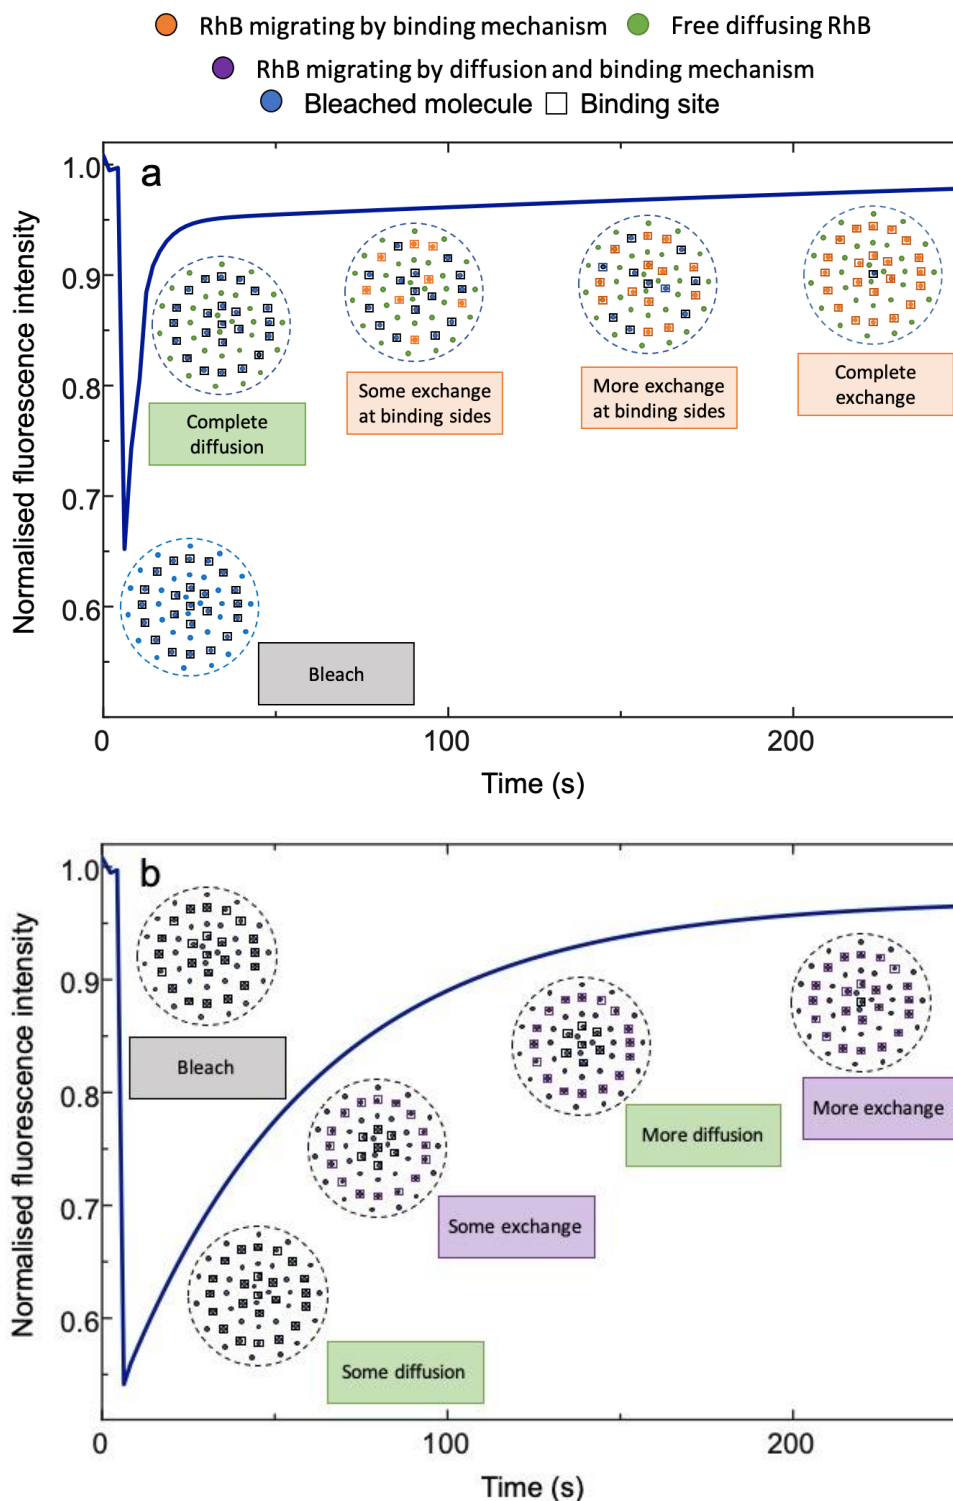 RhB migrating by binding mechanism Free diffusing RhB
RhB migrating by diffusion and binding mechanism
Bleached molecule Binding site
a
1.0
0.9
0.8
0.7
0.6
Normalised fluorescence intensity
Complete
diffusion
Some exchange
at binding sides
More exchange
at binding sides
Complete
exchange
Bleach
0 100 200
Time (s)
b
1.0
0.9
0.8
0.7
0.6
Normalised fluorescence intensity
Bleach
More exchange
More diffusion
Some exchange
Some diffusion
0 100 200
Time (s)